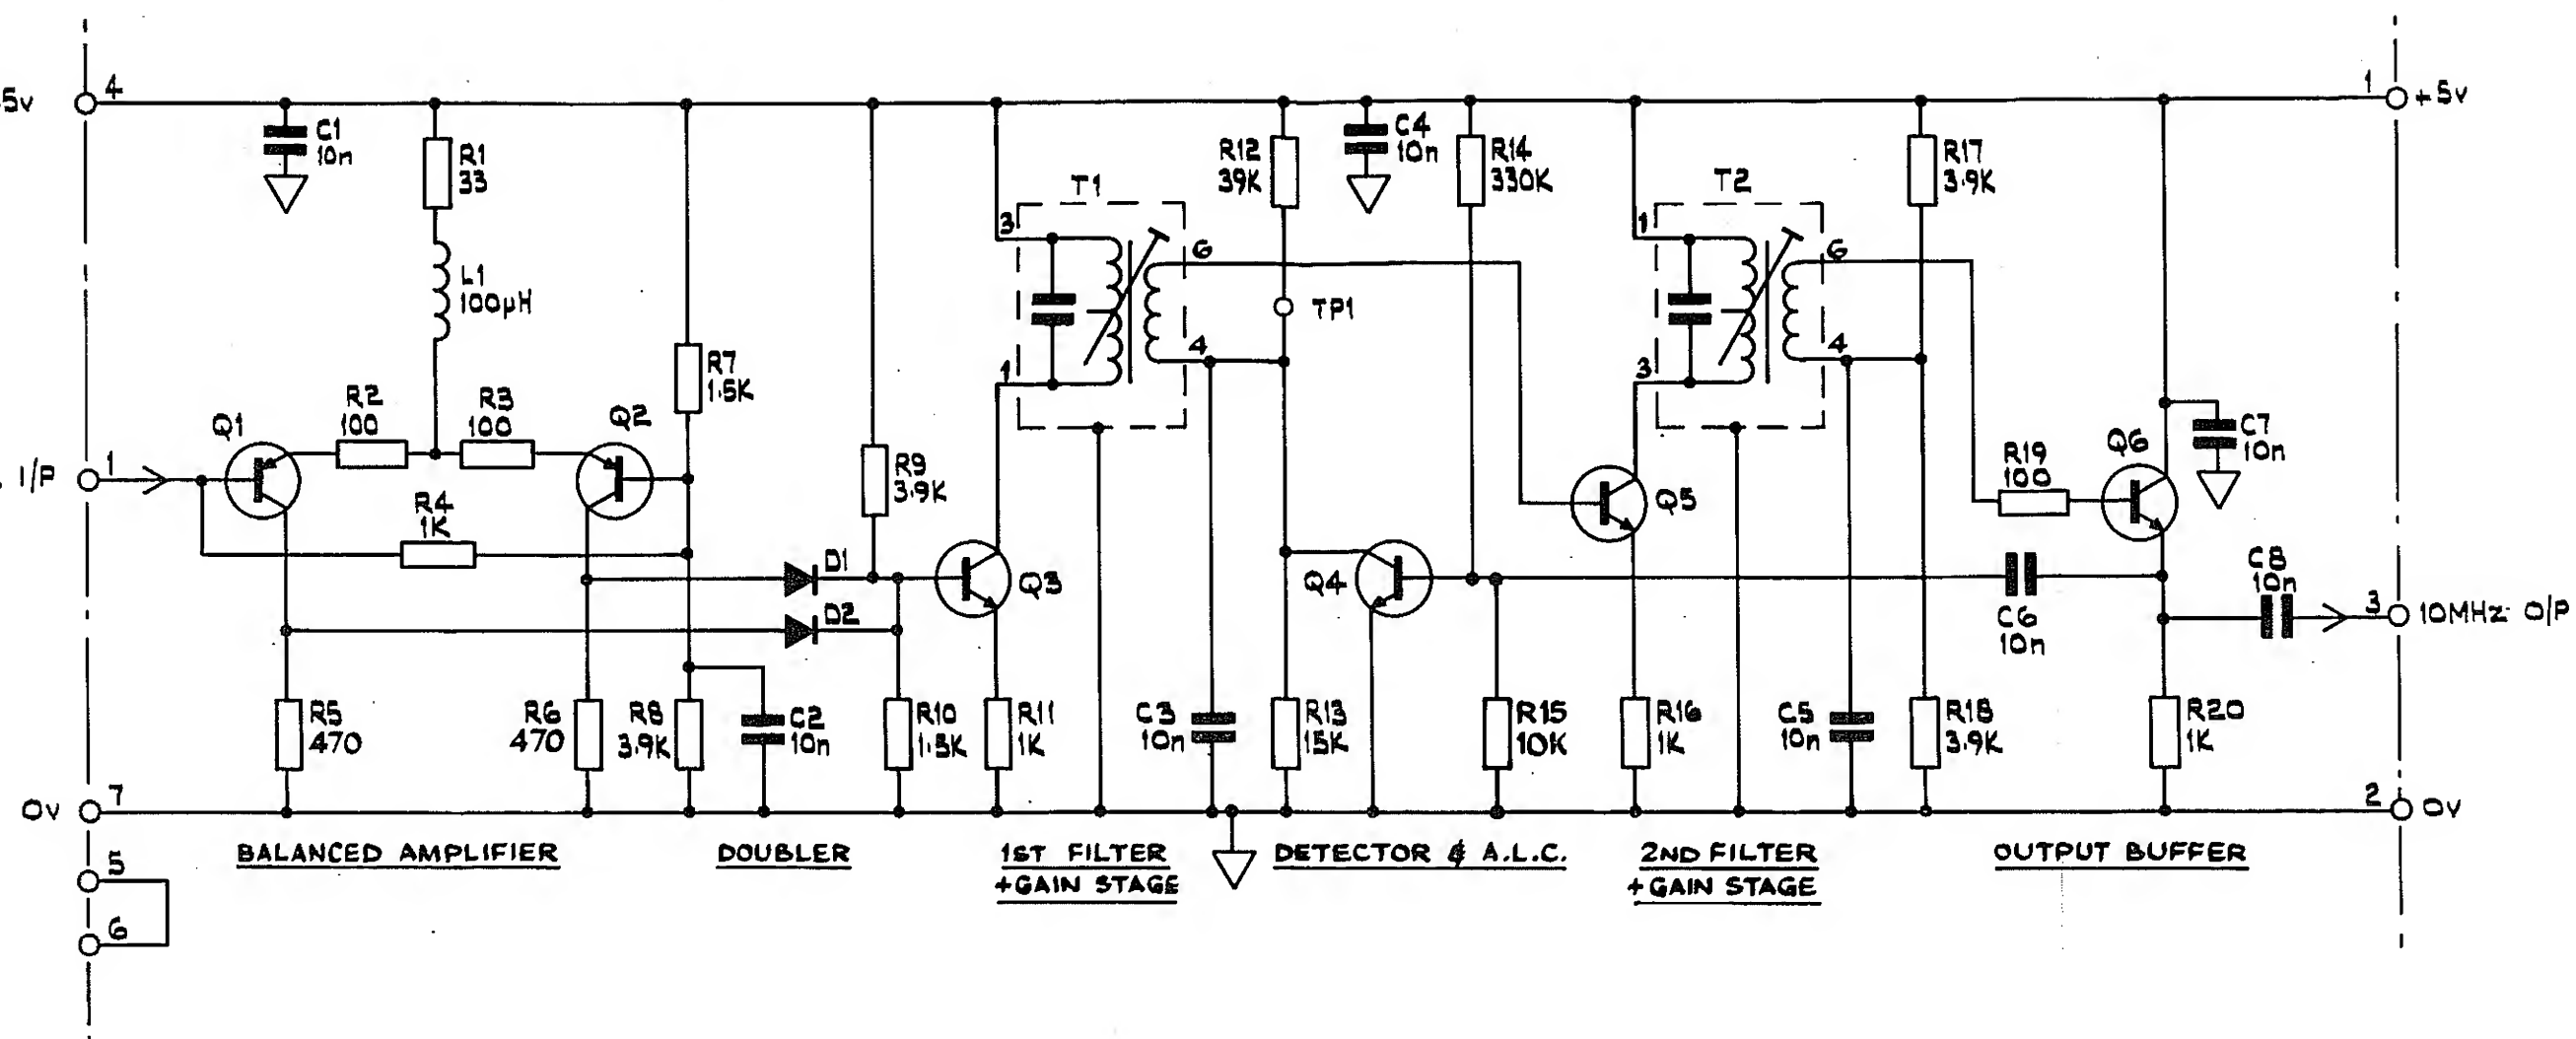 5v
4
1
+5v
C1
10n
R1
33
L1
100µH
R7
1.5K
T1
3
1
6
4
R12
39K
TP1
C4
10n
R14
330K
T2
1
3
6
4
R17
3.9K
I/P
1
Q1
R2
100
R3
100
Q2
R4
1K
R9
3.9K
D1
D2
Q3
Q4
Q5
R19
100
Q6
C7
10n
C6
10n
C8
10n
3
10MHz O/P
R5
470
R6
470
R8
3.9K
C2
10n
R10
1.5K
R11
1K
C3
10n
R13
15K
R15
10K
R16
1K
C5
10n
R18
3.9K
R20
1K
0v
7
2
0v
BALANCED AMPLIFIER
DOUBLER
1ST FILTER
+GAIN STAGE
DETECTOR & A.L.C.
2ND FILTER
+GAIN STAGE
OUTPUT BUFFER
5
6